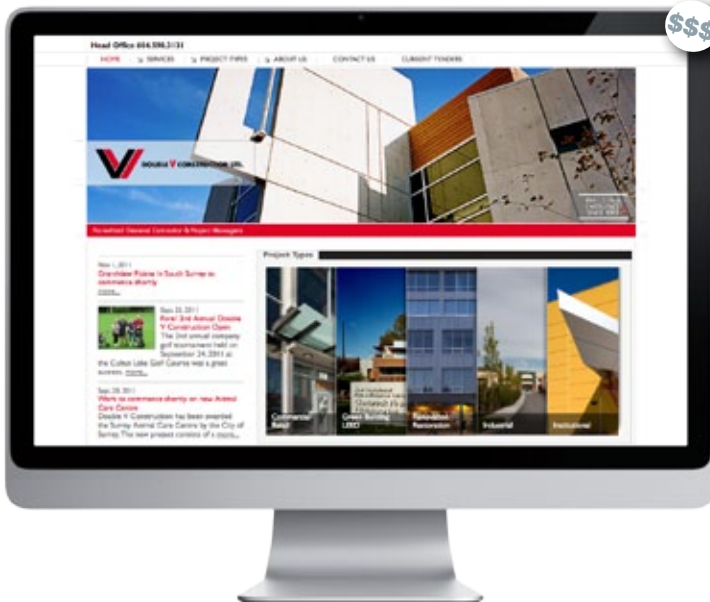 $$$
Head Office 604.590.3131
HOME SERVICES PROJECT TYPES ABOUT US CONTACT US CURRENT TENDERS
DOUBLE V CONSTRUCTION LTD.
General Contractor & Project Managers
Project Types
Nov 1, 2011
Grandview Pointe in South Surrey to
commence shortly
more...
Sept 25, 2011
2nd Annual Double
V Construction Open
The 2nd annual company
golf tournament held on
September 24, 2011 at
the Golf Course was a great
success. more...
Sept 20, 2011
Work to commence shortly on new Animal
Care Centre
Double V Construction has been awarded
the Surrey Animal Care Centre by the City of
Surrey. The new project consists of a more...
Commercial
Retail
Green Building
LEED
Renovation
Restoration
Industrial
Institutional